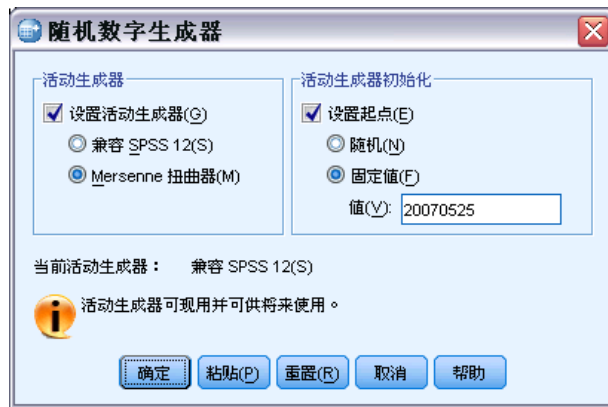 随机数字生成器
活动生成器
设置活动生成器(G)
兼容 SPSS 12(S)
Mersenne 扭曲器(M)
活动生成器初始化
设置起点(E)
随机(N)
固定值(F)
值(V): 20070525
当前活动生成器： 兼容 SPSS 12(S)
活动生成器可现用并可供将来使用。
确定 粘贴(P) 重置(R) 取消 帮助